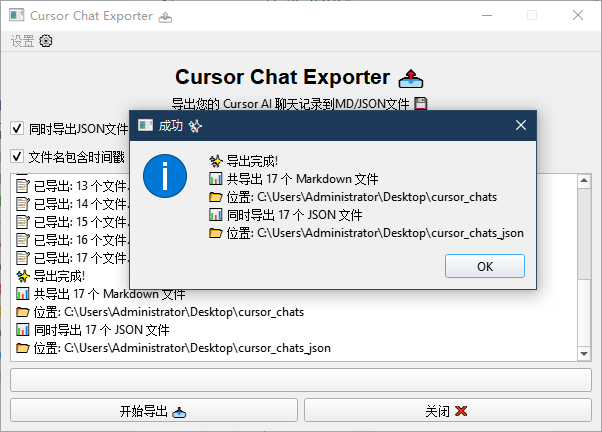 Cursor Chat Exporter
设置
Cursor Chat Exporter
导出您的 Cursor AI 聊天记录到MD/JSON文件
同时导出JSON文件
文件名包含时间戳
成功
导出完成!
共导出 17 个 Markdown 文件
位置: C:\Users\Administrator\Desktop\cursor_chats
同时导出 17 个 JSON 文件
位置: C:\Users\Administrator\Desktop\cursor_chats_json
OK
已导出: 13 个文件.
已导出: 14 个文件.
已导出: 15 个文件.
已导出: 16 个文件.
已导出: 17 个文件.
导出完成!
共导出 17 个 Markdown 文件
位置: C:\Users\Administrator\Desktop\cursor_chats
同时导出 17 个 JSON 文件
位置: C:\Users\Administrator\Desktop\cursor_chats_json
开始导出
关闭